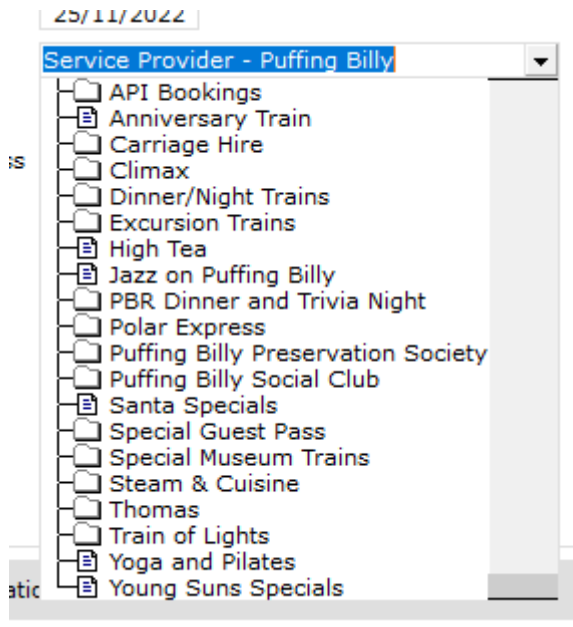 25/11/2022
Service Provider - Puffing Billy
API Bookings
Anniversary Train
Carriage Hire
ss
Climax
Dinner/Night Trains
Excursion Trains
High Tea
Jazz on Puffing Billy
PBR Dinner and Trivia Night
Polar Express
Puffing Billy Preservation Society
Puffing Billy Social Club
Santa Specials
Special Guest Pass
Special Museum Trains
Steam & Cuisine
Thomas
Train of Lights
Yoga and Pilates
atic
Young Suns Specials